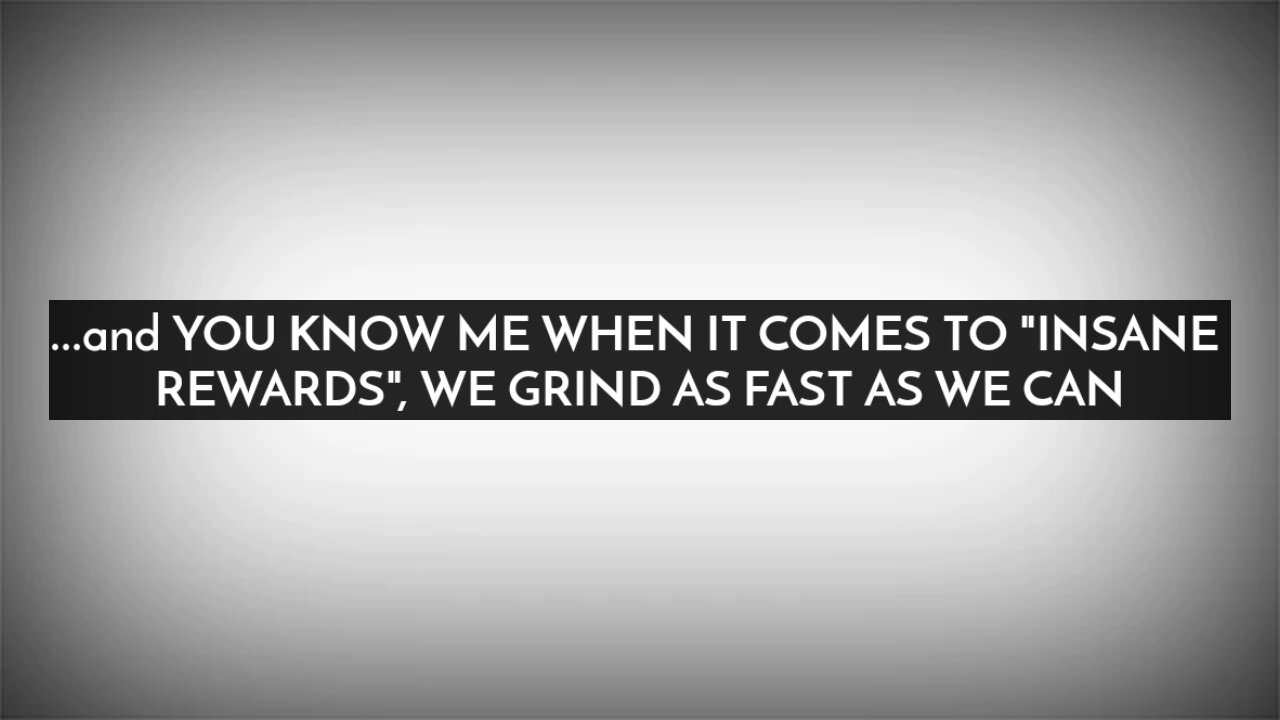 ...and YOU KNOW ME WHEN IT COMES TO "INSANE
REWARDS", WE GRIND AS FAST AS WE CAN